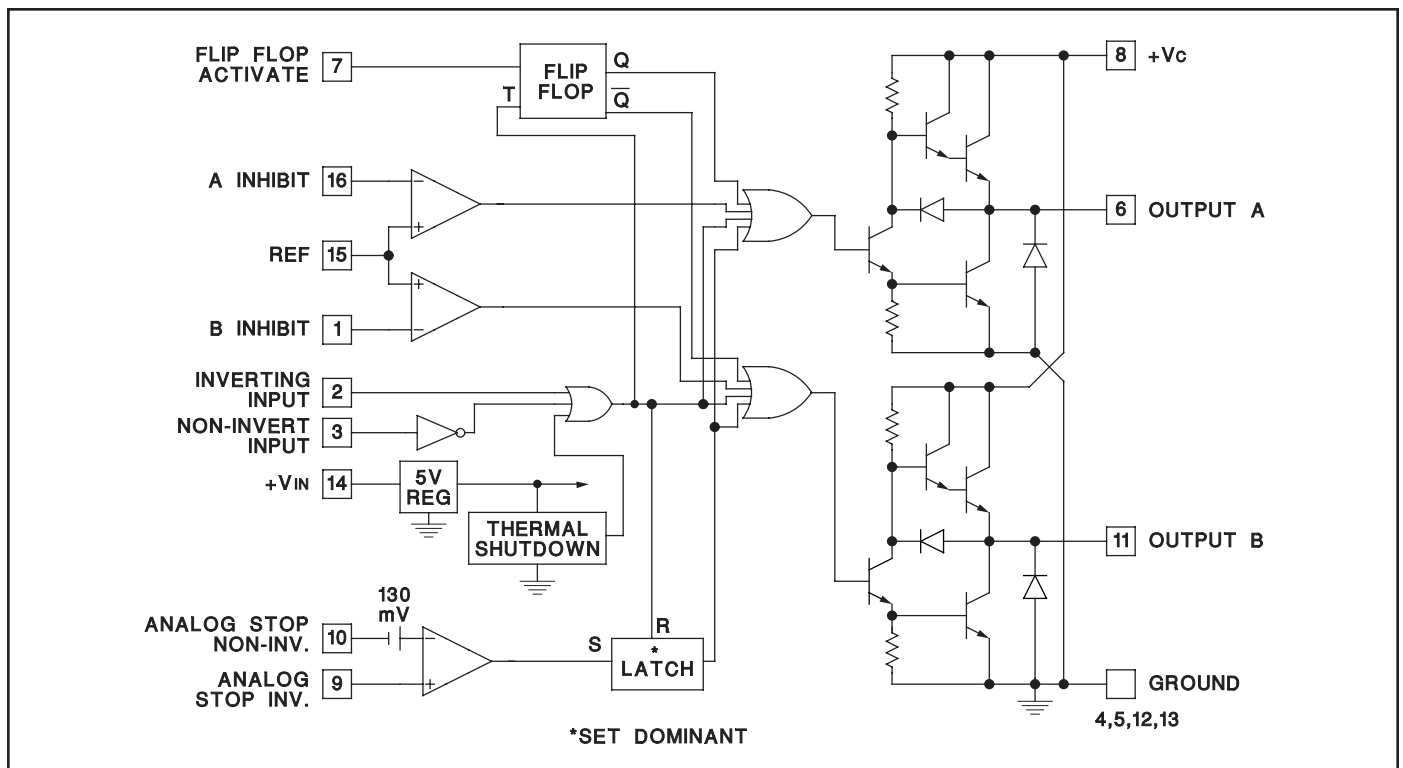 FLIP FLOP
ACTIVATE
7
T
FLIP
FLOP
Q
Q̅
8
+VC
A INHIBIT
16
−
+
REF
15
+
−
B INHIBIT
1
6
OUTPUT A
INVERTING
INPUT
2
NON-INVERT
INPUT
3
+VIN
14
5V
REG
THERMAL
SHUTDOWN
11
OUTPUT B
130
mV
ANALOG STOP
NON-INV.
10
−
+
ANALOG
STOP INV.
9
S
R
*
LATCH
GROUND
4,5,12,13
*SET DOMINANT